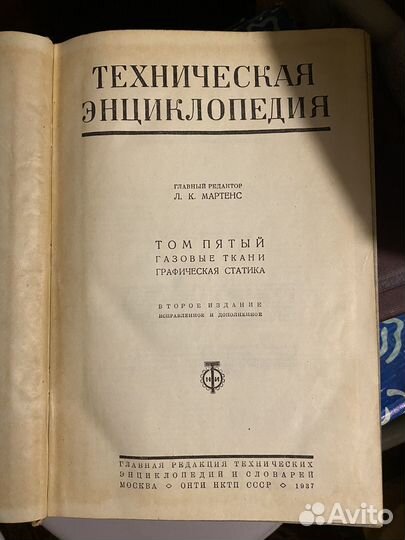 ТЕХНИЧЕСКАЯ
ЭНЦИКЛОПЕДИЯ
ГЛАВНЫЙ РЕДАКТОР
Л. К. МАРТЕНС
ТОМ ПЯТЫЙ
ГАЗОВЫЕ ТКАНИ
ГРАФИЧЕСКАЯ СТАТИКА
ВТОРОЕ ИЗДАНИЕ
ИСПРАВЛЕННОЕ И ДОПОЛНЕННОЕ
ГЛАВНАЯ РЕДАКЦИЯ ТЕХНИЧЕСКИХ
ЭНЦИКЛОПЕДИЙ И СЛОВАРЕЙ
МОСКВА ◇ ОНТИ НКТП СССР ◇ 1937
Avito